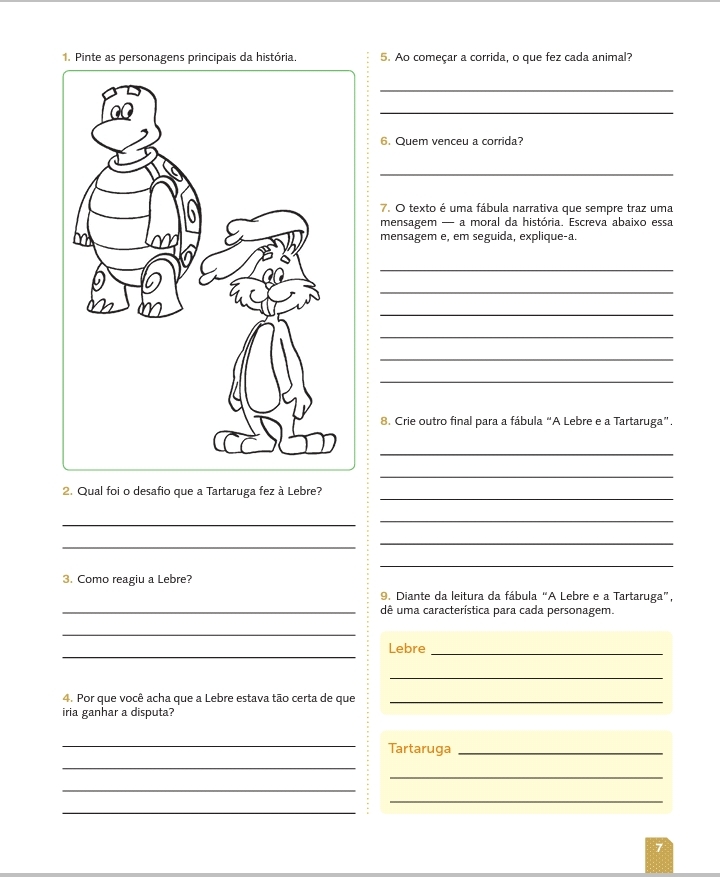 1. Pinte as personagens principais da história.
2. Qual foi o desafio que a Tartaruga fez à Lebre?
3. Como reagiu a Lebre?
4. Por que você acha que a Lebre estava tão certa de que
iria ganhar a disputa?
5. Ao começar a corrida, o que fez cada animal?
6. Quem venceu a corrida?
7. O texto é uma fábula narrativa que sempre traz uma
mensagem — a moral da história. Escreva abaixo essa
mensagem e, em seguida, explique-a.
8. Crie outro final para a fábula “A Lebre e a Tartaruga”.
9. Diante da leitura da fábula “A Lebre e a Tartaruga”,
dê uma característica para cada personagem.
Lebre
Tartaruga
7